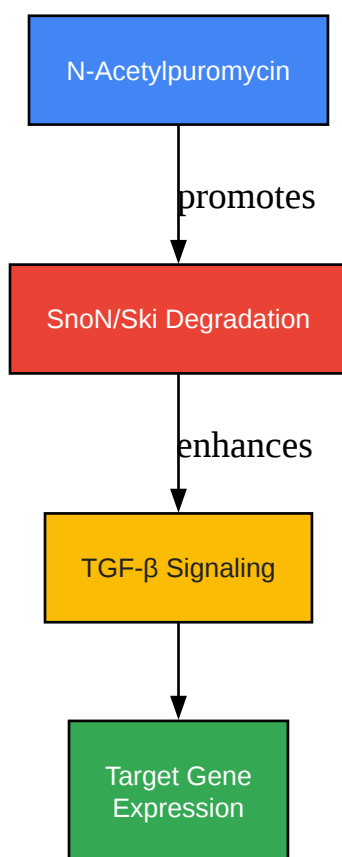 N-Acetylpuromycin
promotes
SnoN/Ski Degradation
enhances
TGF-β Signaling
Target Gene
Expression